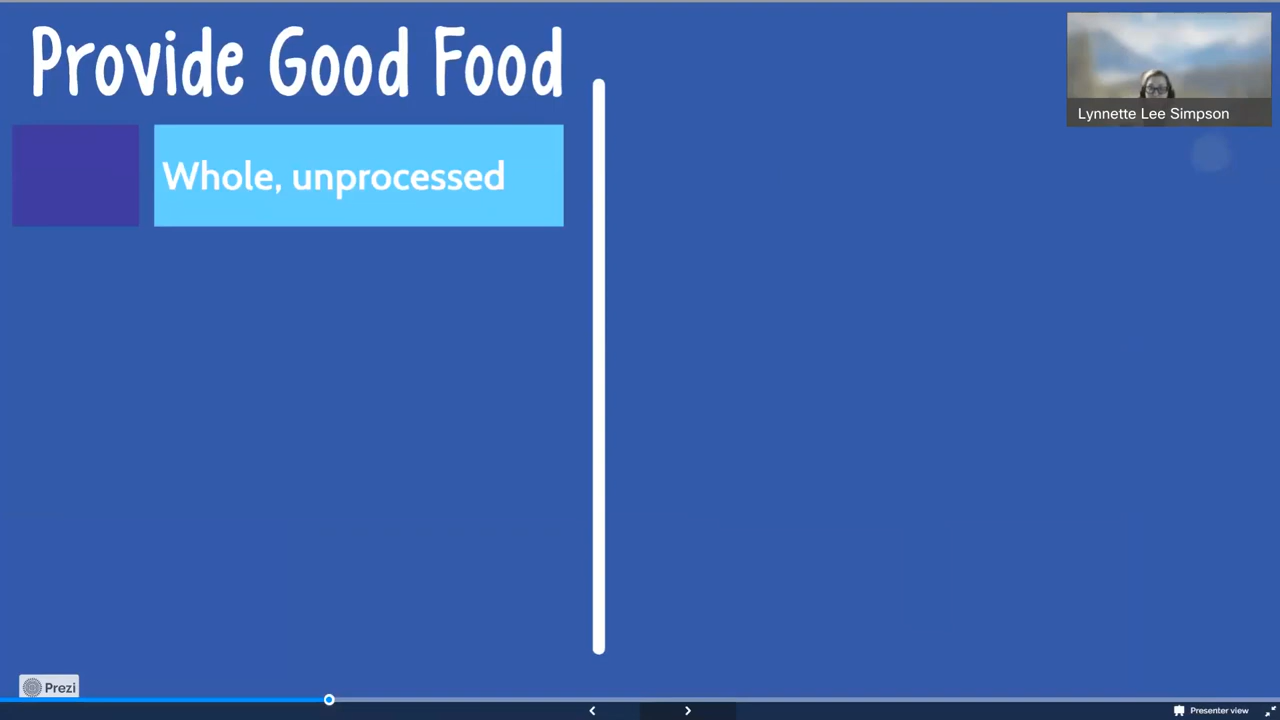 Provide Good Food
Lynnette Lee Simpson
Whole, unprocessed
Prezi
Presenter view